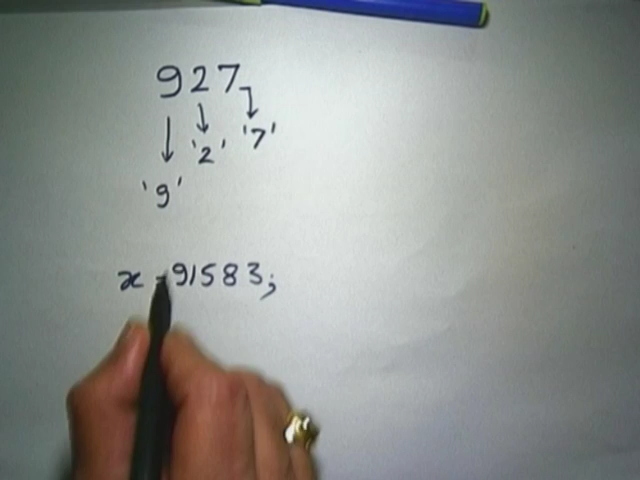 927
'9' '2' '7'
x = 91583;